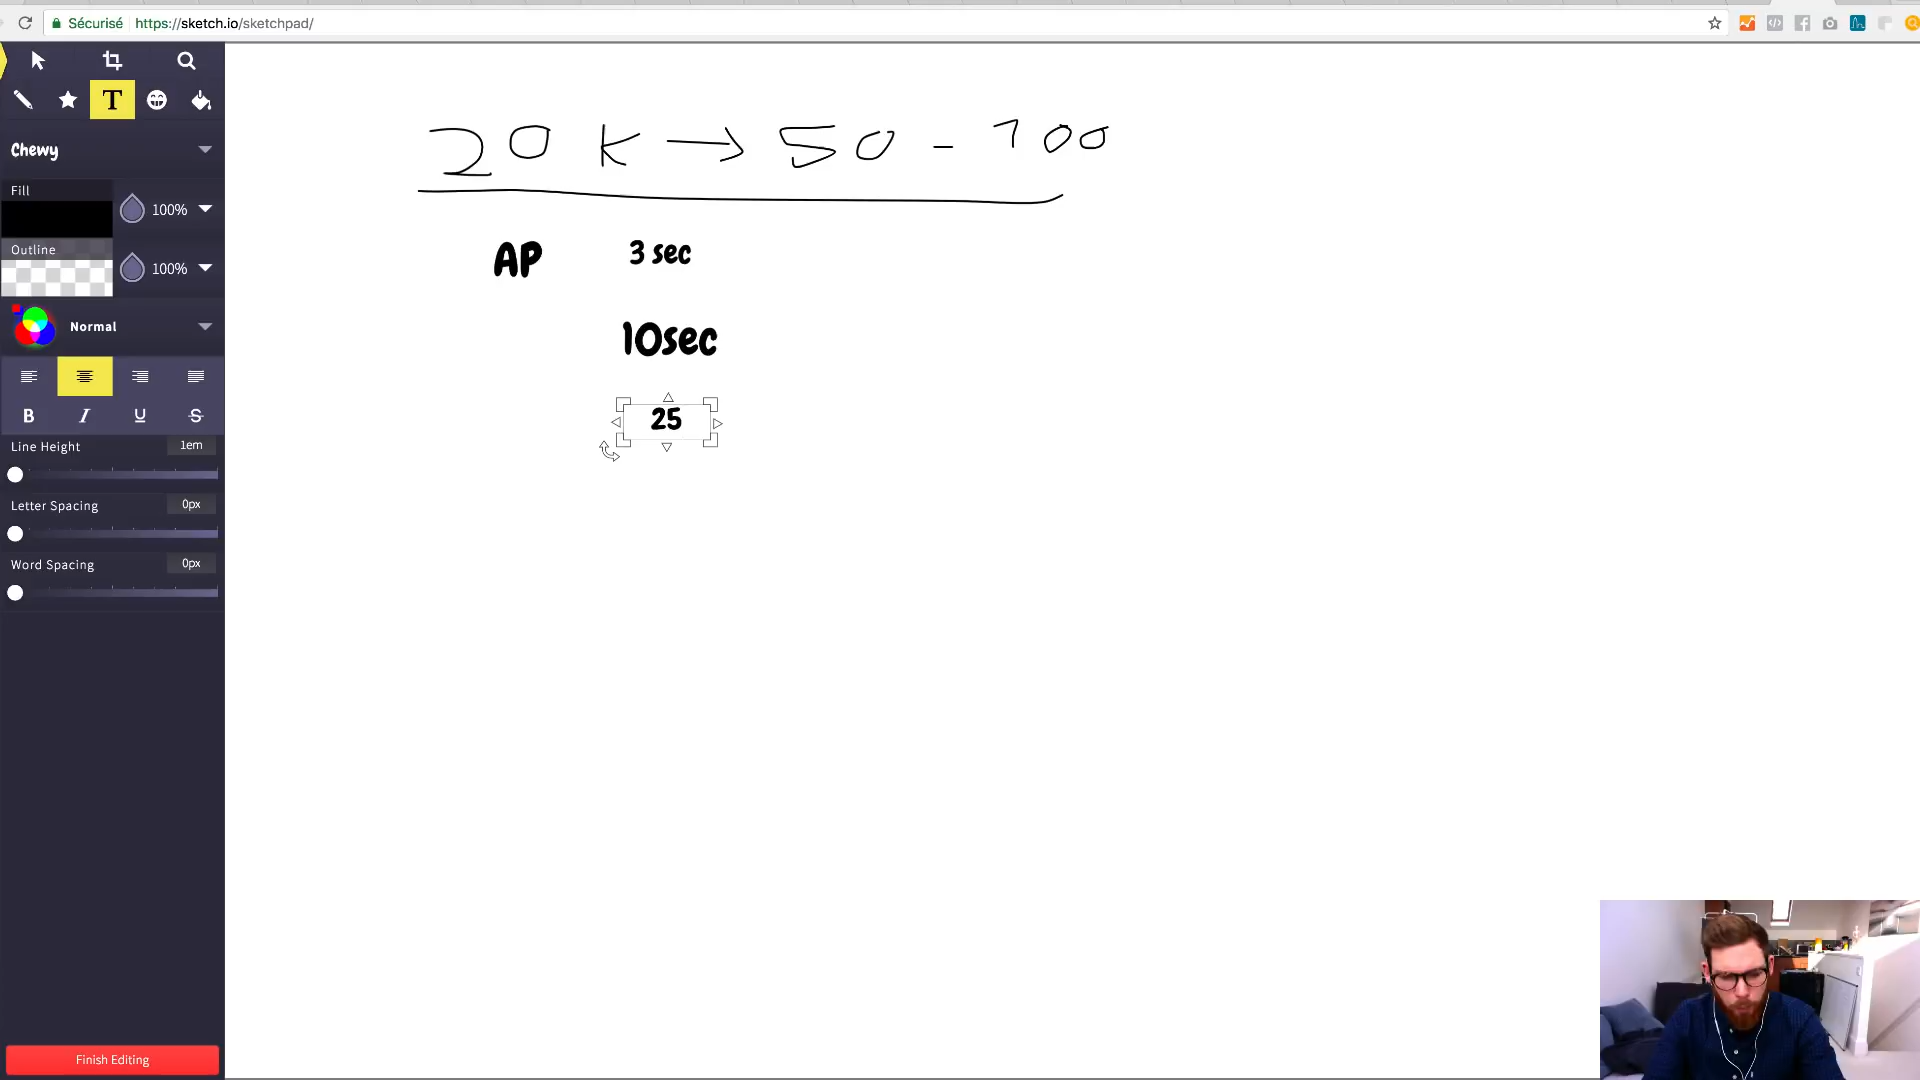 Sécurisé https://sketch.io/sketchpad/
T
Chewy
Fill
100%
Outline
100%
Normal
B I U S
Line Height 1em
Letter Spacing 0px
Word Spacing 0px
Finish Editing
20 K → 50 - 100
AP 3 sec
10sec
25